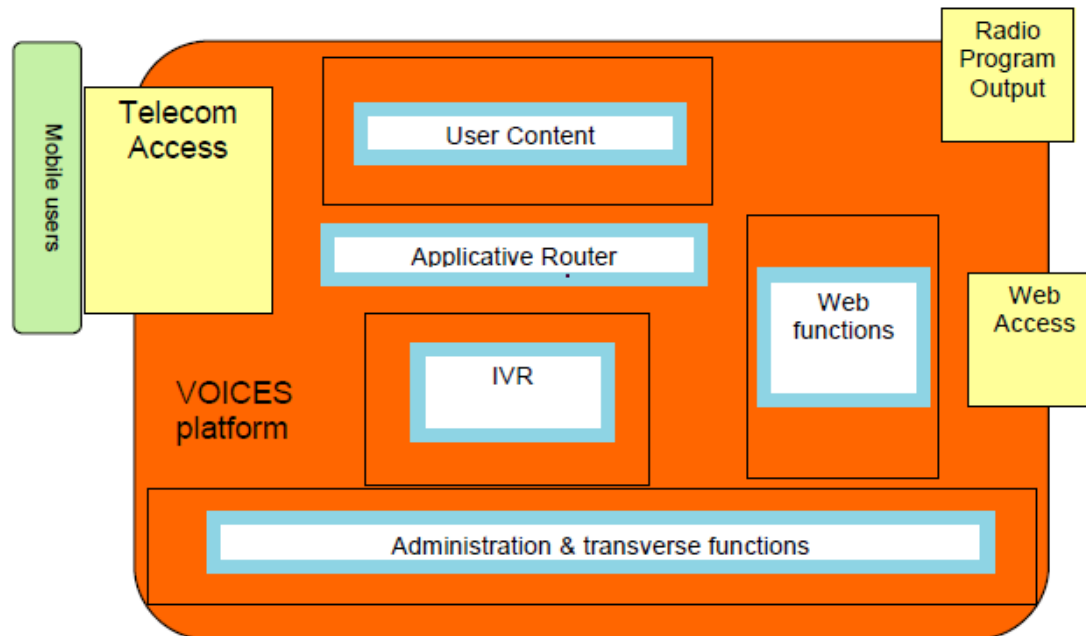 Radio
Program
Output
Mobile users
Telecom
Access
User Content
Applicative Router
Web
functions
Web
Access
IVR
VOICES
platform
Administration & transverse functions